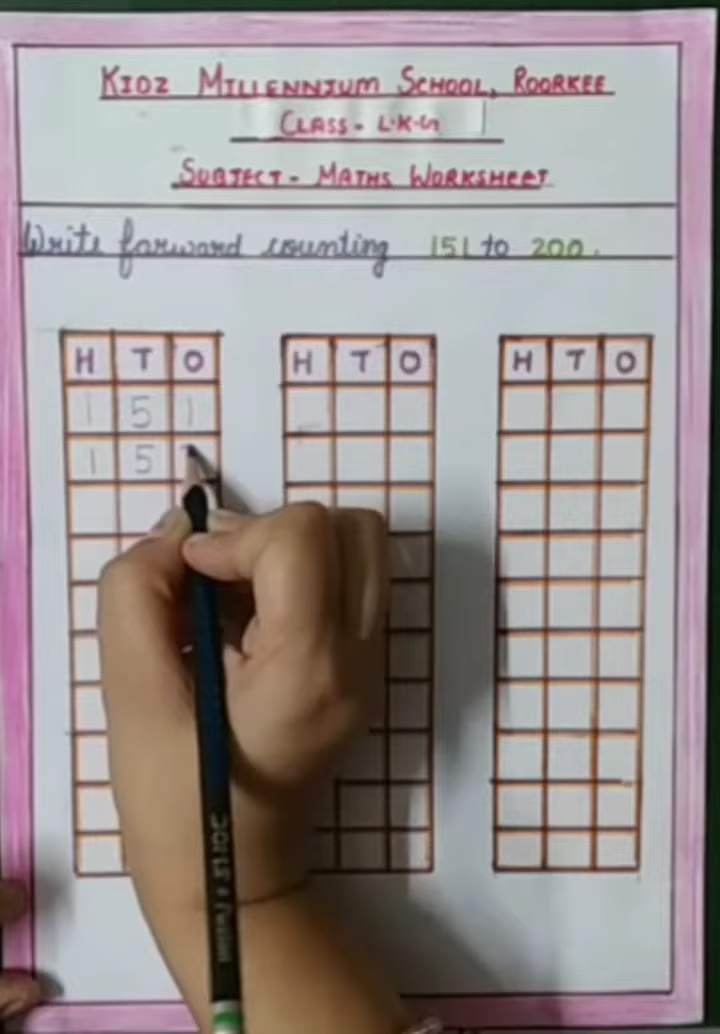 KIDZ MILLENNIUM SCHOOL, ROORKEE
CLASS - L.K.G
SUBJECT - MATHS WORKSHEET
Write forward counting 151 to 200.
H T O H T O H T O
1 5 1
1 5